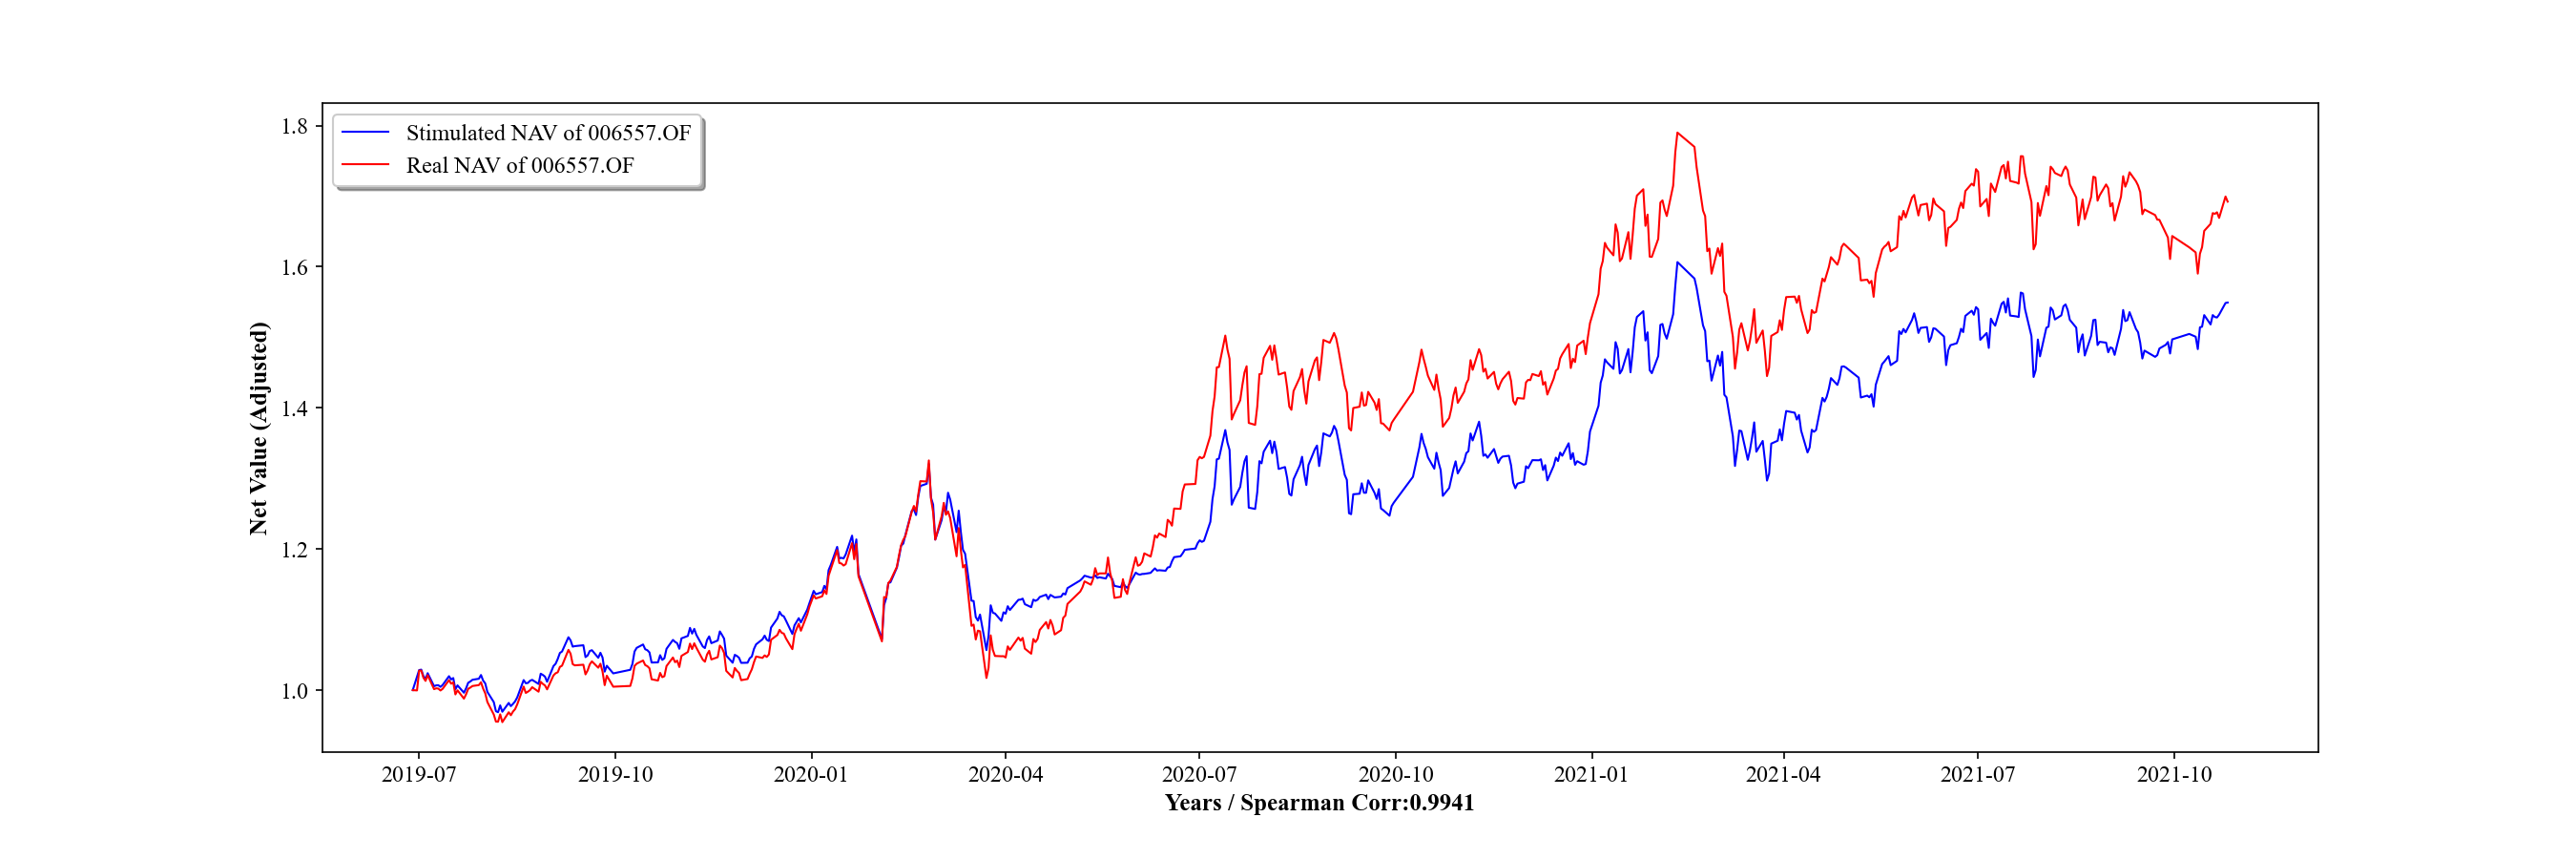 Stimulated NAV of 006557.OF
Real NAV of 006557.OF
Net Value (Adjusted)
1.8
1.6
1.4
1.2
1.0
2019-07 2019-10 2020-01 2020-04 2020-07 2020-10 2021-01 2021-04 2021-07 2021-10
Years / Spearman Corr:0.9941